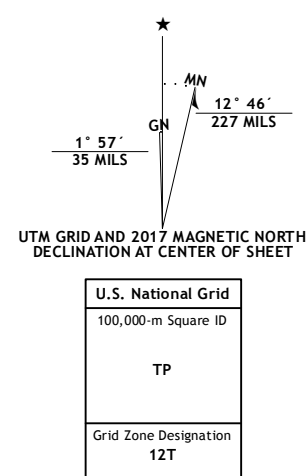 ★
MN
12° 46´
227 MILS
GN
1° 57´
35 MILS
UTM GRID AND 2017 MAGNETIC NORTH
DECLINATION AT CENTER OF SHEET
U.S. National Grid
100,000-m Square ID
TP
Grid Zone Designation
12T